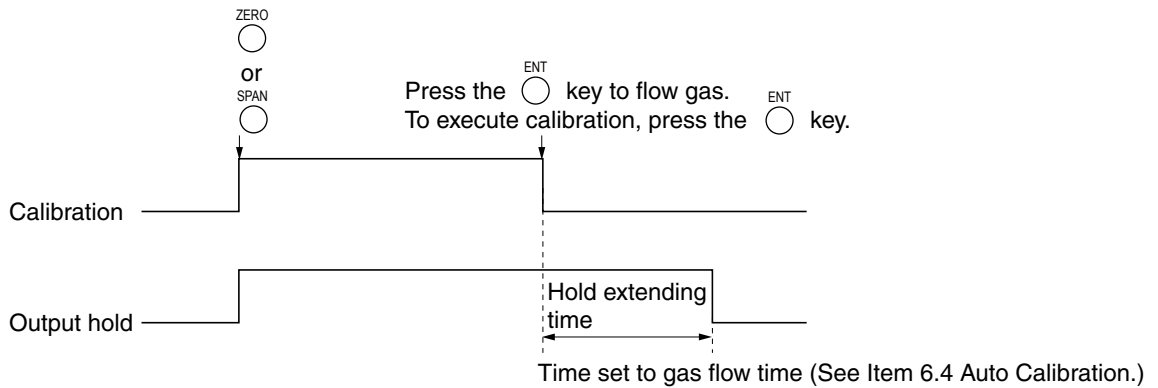 ZERO
or
SPAN
ENT
Press the key to flow gas.
ENT
To execute calibration, press the key.
Calibration
Output hold
Hold extending
time
Time set to gas flow time (See Item 6.4 Auto Calibration.)